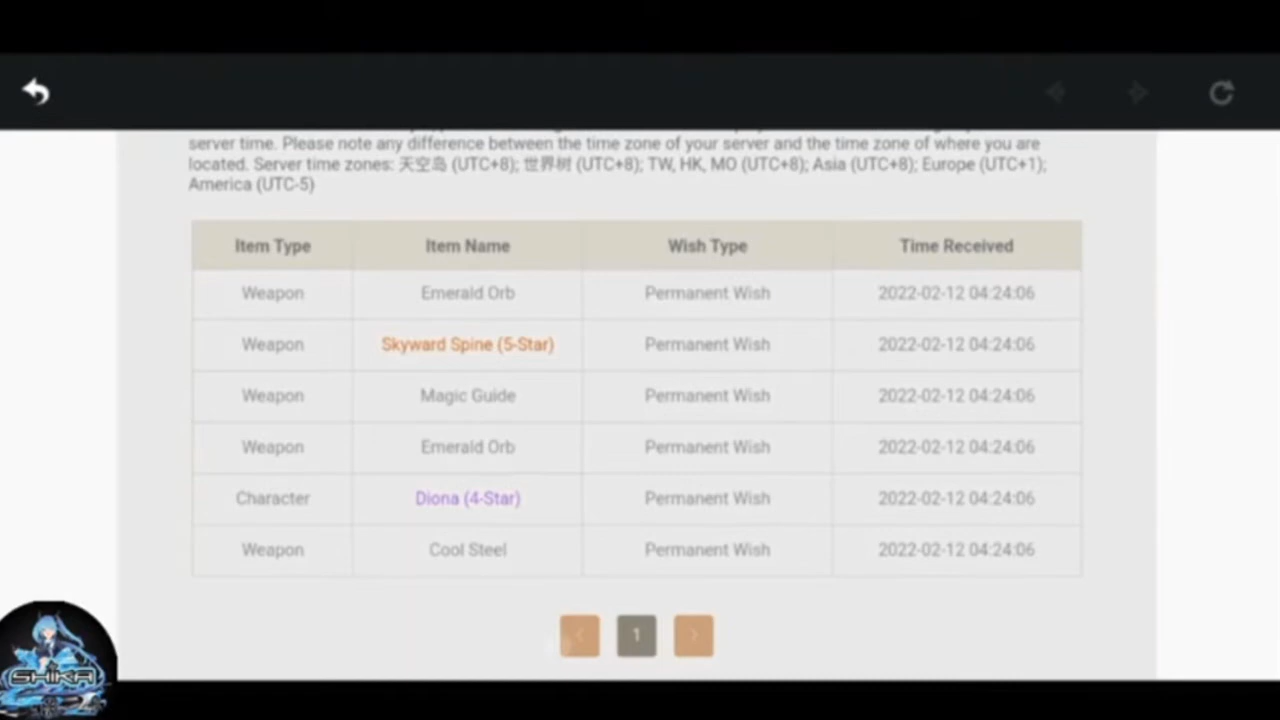 server time. Please note any difference between the time zone of your server and the time zone of where you are
located. Server time zones: 天空岛 (UTC+8); 世界树 (UTC+8); TW, HK, MO (UTC+8); Asia (UTC+8); Europe (UTC+1);
America (UTC-5)
Item Type Item Name Wish Type Time Received
Weapon Emerald Orb Permanent Wish 2022-02-12 04:24:06
Weapon Skyward Spine (5-Star) Permanent Wish 2022-02-12 04:24:06
Weapon Magic Guide Permanent Wish 2022-02-12 04:24:06
Weapon Emerald Orb Permanent Wish 2022-02-12 04:24:06
Character Diona (4-Star) Permanent Wish 2022-02-12 04:24:06
Weapon Cool Steel Permanent Wish 2022-02-12 04:24:06
1
SHIKA